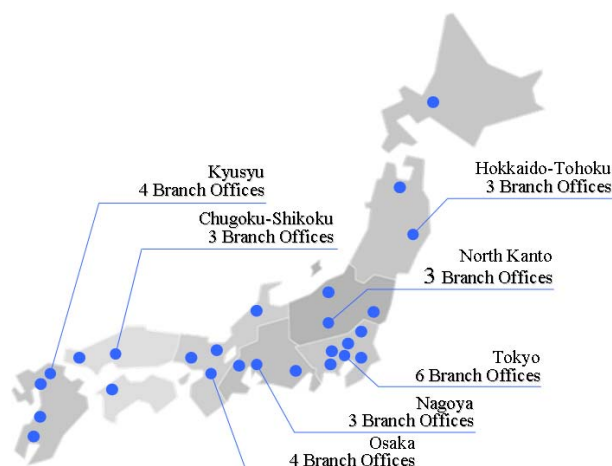 Kyusyu
4 Branch Offices
Hokkaido-Tohoku
3 Branch Offices
Chugoku-Shikoku
3 Branch Offices
North Kanto
3 Branch Offices
Tokyo
6 Branch Offices
Nagoya
3 Branch Offices
Osaka
4 Branch Offices